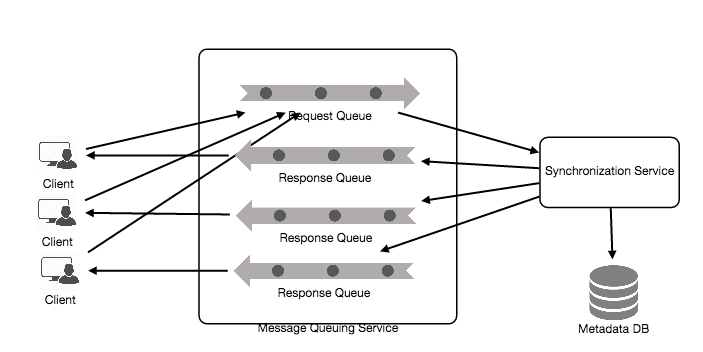 Request Queue
Client
Response Queue
Synchronization Service
Client
Response Queue
Client
Response Queue
Message Queuing Service
Metadata DB